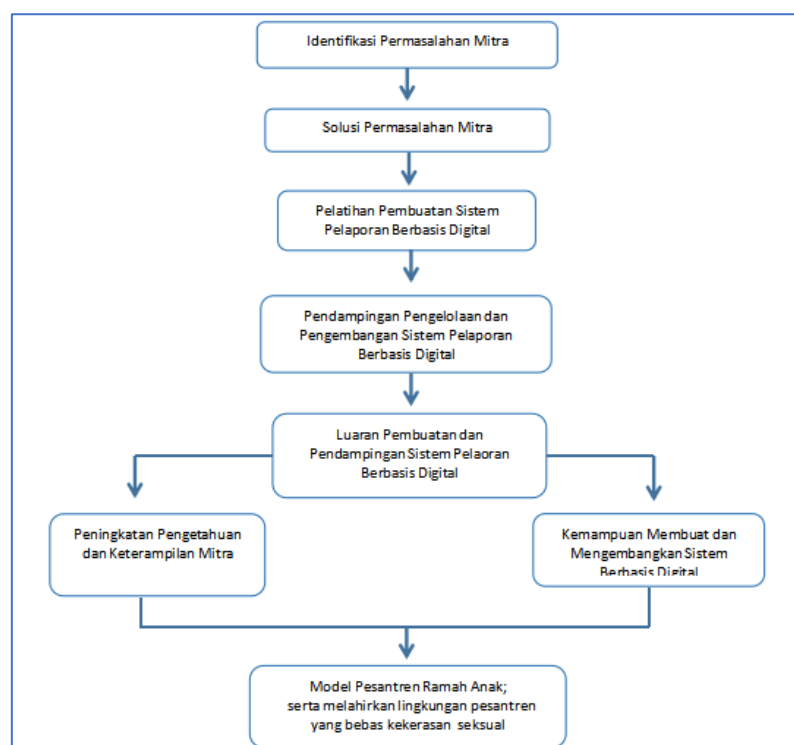 Identifikasi Permasalahan Mitra
Solusi Permasalahan Mitra
Pelatihan Pembuatan Sistem
Pelaporan Berbasis Digital
Pendampingan Pengelolaan dan
Pengembangan Sistem Pelaporan
Berbasis Digital
Luaran Pembuatan dan
Pendampingan Sistem Pelaoran
Berbasis Digital
Peningkatan Pengetahuan
dan Keterampilan Mitra
Kemampuan Membuat dan
Mengembangkan Sistem
Berbasis Digital
Model Pesantren Ramah Anak;
serta melahirkan lingkungan pesantren
yang bebas kekerasan seksual